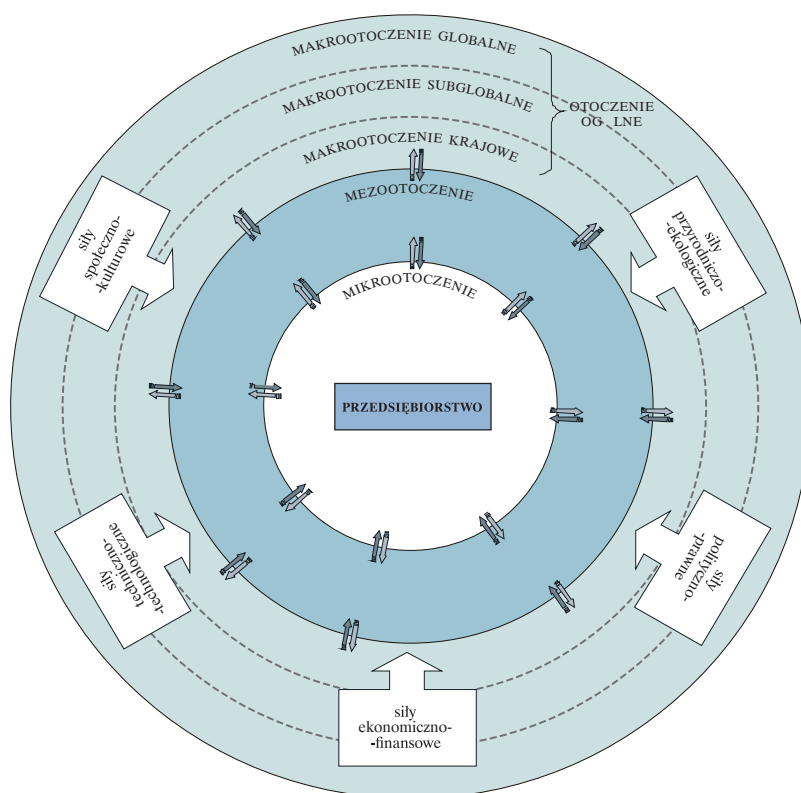 MAKROOTOCZENIE GLOBALNE
MAKROOTOCZENIE SUBGLOBALNE
OTOCZENIE
OG LNE
MAKROOTOCZENIE KRAJOWE
MEZOOTOCZENIE
MIKROOTOCZENIE
siły
społeczno-
-kulturowe
siły
przyrodniczo-
-ekologiczne
PRZEDSIĘBIORSTWO
siły
techniczno-
-technologiczne
siły
polityczno-
-prawne
siły
ekonomiczno-
-finansowe